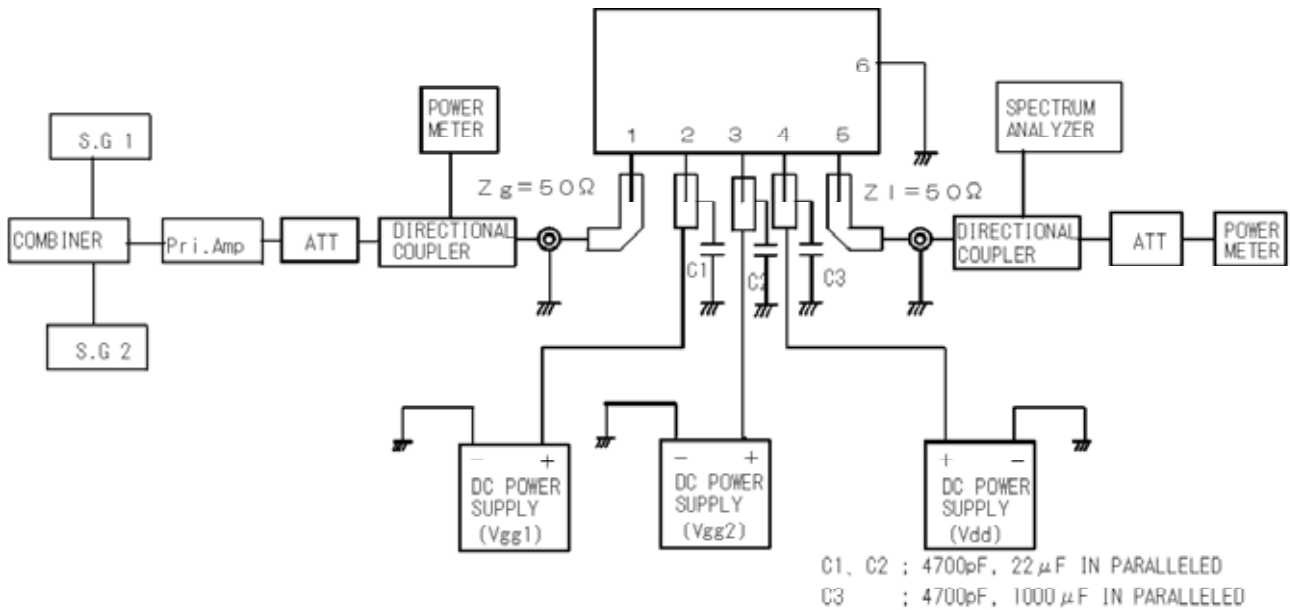 S.G 1
COMBINER
S.G 2
Pri.Amp
ATT
POWER
METER
DIRECTIONAL
COUPLER
Zg=50Ω
1
2
3
4
5
6
C1
C2
C3
Zl=50Ω
SPECTRUM
ANALYZER
DIRECTIONAL
COUPLER
ATT
POWER
METER
− +
DC POWER
SUPPLY
(Vgg1)
− +
DC POWER
SUPPLY
(Vgg2)
+ −
DC POWER
SUPPLY
(Vdd)
C1、C2 ; 4700pF, 22μF IN PARALLELED
C3 ; 4700pF, 1000μF IN PARALLELED